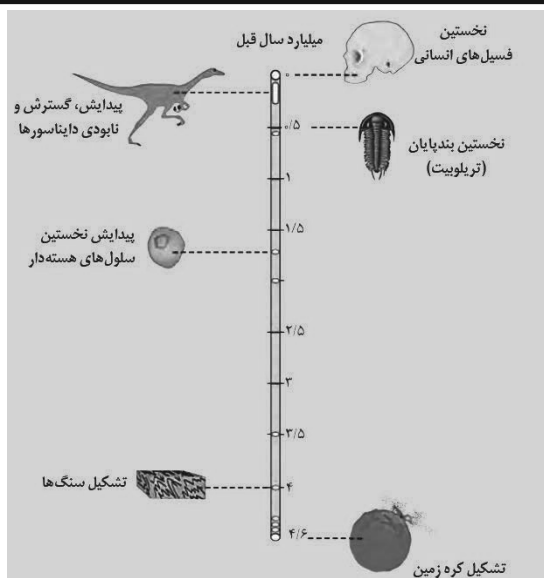 نخستین
فسیل‌های انسانی
میلیارد سال قبل
۰
پیدایش، گسترش و
نابودی دایناسورها
۰/۵
نخستین بندپایان
(تریلوبیت)
۱
۱/۵
پیدایش نخستین
سلول‌های هسته‌دار
۲/۵
۳
۳/۵
تشکیل سنگ‌ها
۴
۴/۶
تشکیل کره زمین